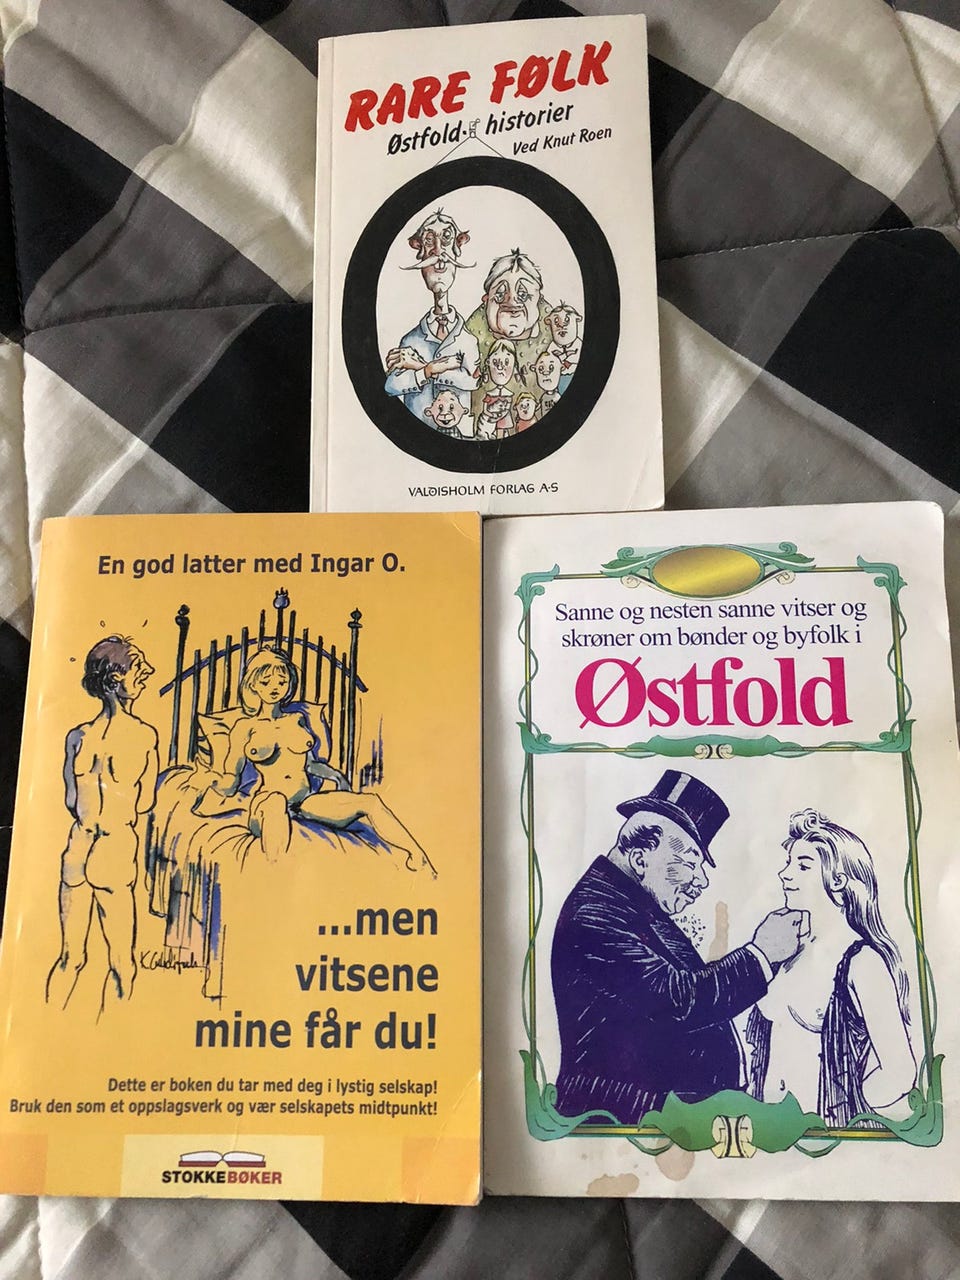 RARE FØLK
Østfold-historier
Ved Knut Roen
VALDISHOLM FORLAG A-S
En god latter med Ingar O.
...men
vitsene
mine får du!
Dette er boken du tar med deg i lystig selskap!
Bruk den som et oppslagsverk og vær selskapets midtpunkt!
STOKKEBØKER
Sanne og nesten sanne vitser og
skrøner om bønder og byfolk i
Østfold